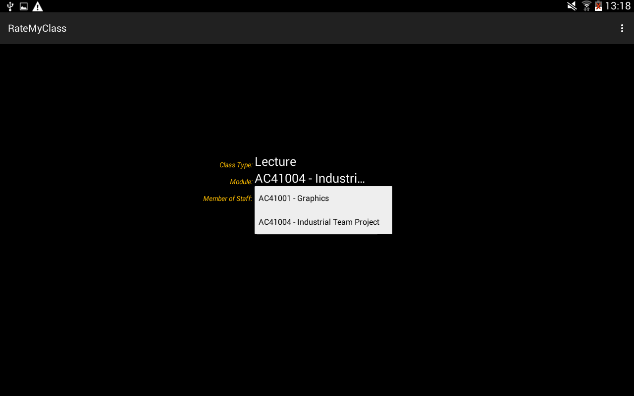 13:18
RateMyClass
Class Type:
Lecture
Module:
AC41004 - Industri...
Member of Staff:
AC41001 - Graphics
AC41004 - Industrial Team Project